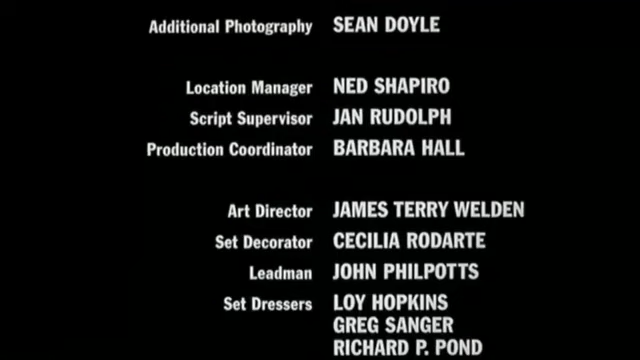 Additional Photography SEAN DOYLE
Location Manager NED SHAPIRO
Script Supervisor JAN RUDOLPH
Production Coordinator BARBARA HALL
Art Director JAMES TERRY WELDEN
Set Decorator CECILIA RODARTE
Leadman JOHN PHILPOTTS
Set Dressers LOY HOPKINS
GREG SANGER
RICHARD P. POND